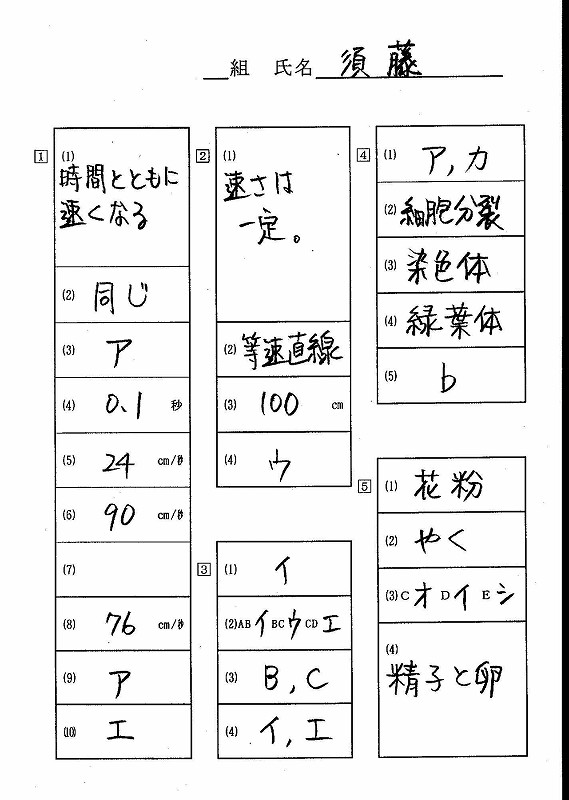 組 氏名 須藤
1
(1)
時間とともに
速くなる
(2) 同じ
(3) ア
(4) 0.1 秒
(5) 24 cm/秒
(6) 90 cm/秒
(7)
(8) 76 cm/秒
(9) ア
(10) エ
2
(1)
速さは
一定。
(2) 等速直線
(3) 100 cm
(4) ウ
3
(1) イ
(2)AB イ BC ウ CD エ
(3) B,C
(4) イ,エ
4
(1) ア,カ
(2) 細胞分裂
(3) 染色体
(4) 緑葉体
(5) b
5
(1) 花粉
(2) やく
(3)C オ D イ E シ
(4)
精子と卵